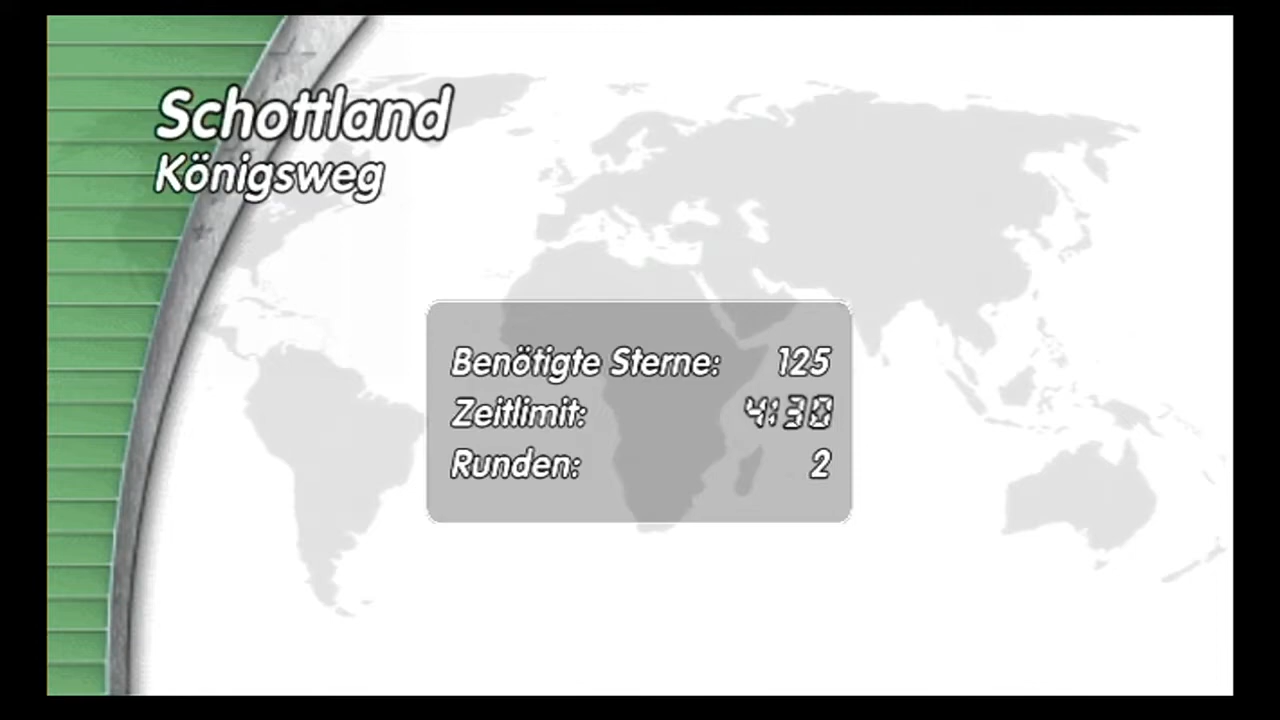 Schottland
Königsweg
Benötigte Sterne: 125
Zeitlimit: 4:30
Runden: 2